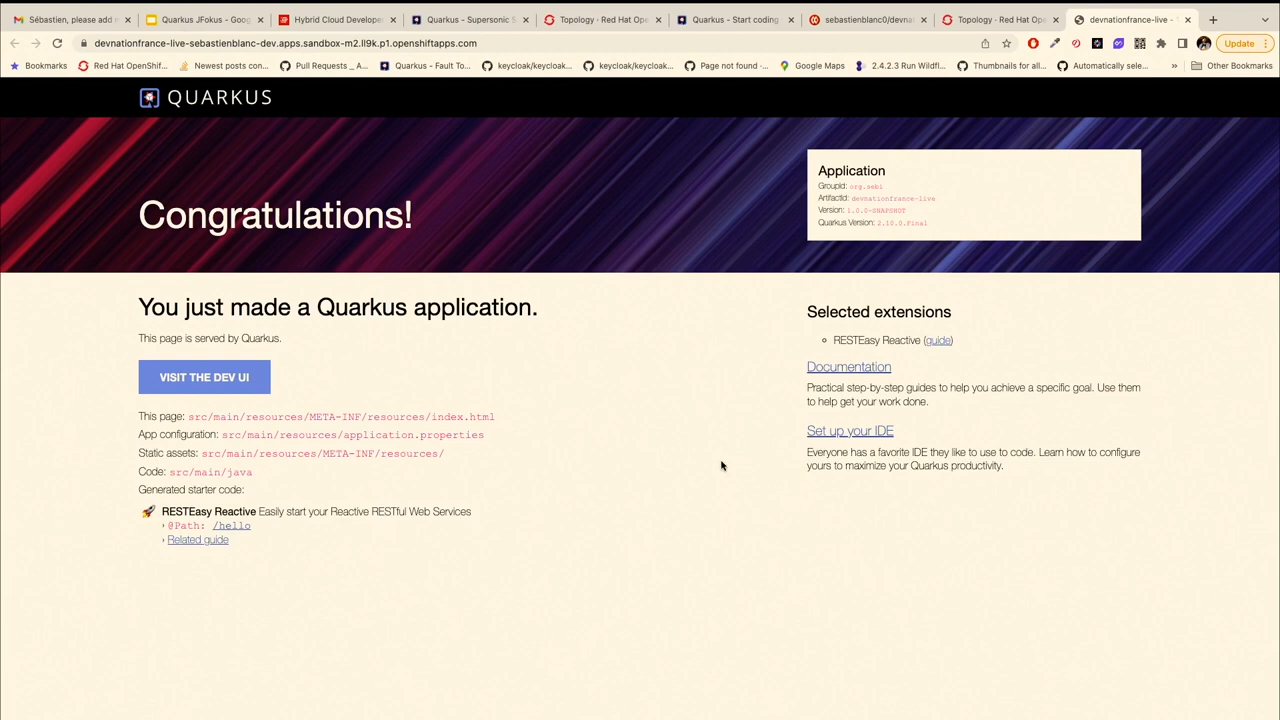 Sébastien, please add n
Quarkus JFokus - Goog
Hybrid Cloud Developer
Quarkus - Supersonic S
Topology · Red Hat Ope
Quarkus - Start coding
sebastienblanc0/devna
Topology · Red Hat Ope
devnationfrance-live -
devnationfrance-live-sebastienblanc-dev.apps.sandbox-m2.ll9k.p1.openshiftapps.com
Update
Bookmarks
Red Hat OpenShif...
Newest posts con...
Pull Requests _ A...
Quarkus - Fault To...
keycloak/keycloak...
keycloak/keycloak...
Page not found ·...
Google Maps
2.4.2.3 Run Wildfl...
Thumbnails for all...
Automatically sele...
»
Other Bookmarks
QUARKUS
Congratulations!
Application
GroupId: org.sebi
ArtifactId: devnationfrance-live
Version: 1.0.0-SNAPSHOT
Quarkus Version: 2.10.0.Final
You just made a Quarkus application.
This page is served by Quarkus.
VISIT THE DEV UI
This page: src/main/resources/META-INF/resources/index.html
App configuration: src/main/resources/application.properties
Static assets: src/main/resources/META-INF/resources/
Code: src/main/java
Generated starter code:
RESTEasy Reactive Easily start your Reactive RESTful Web Services
› @Path: /hello
› Related guide
Selected extensions
RESTEasy Reactive (guide)
Documentation
Practical step-by-step guides to help you achieve a specific goal. Use them
to help get your work done.
Set up your IDE
Everyone has a favorite IDE they like to use to code. Learn how to configure
yours to maximize your Quarkus productivity.